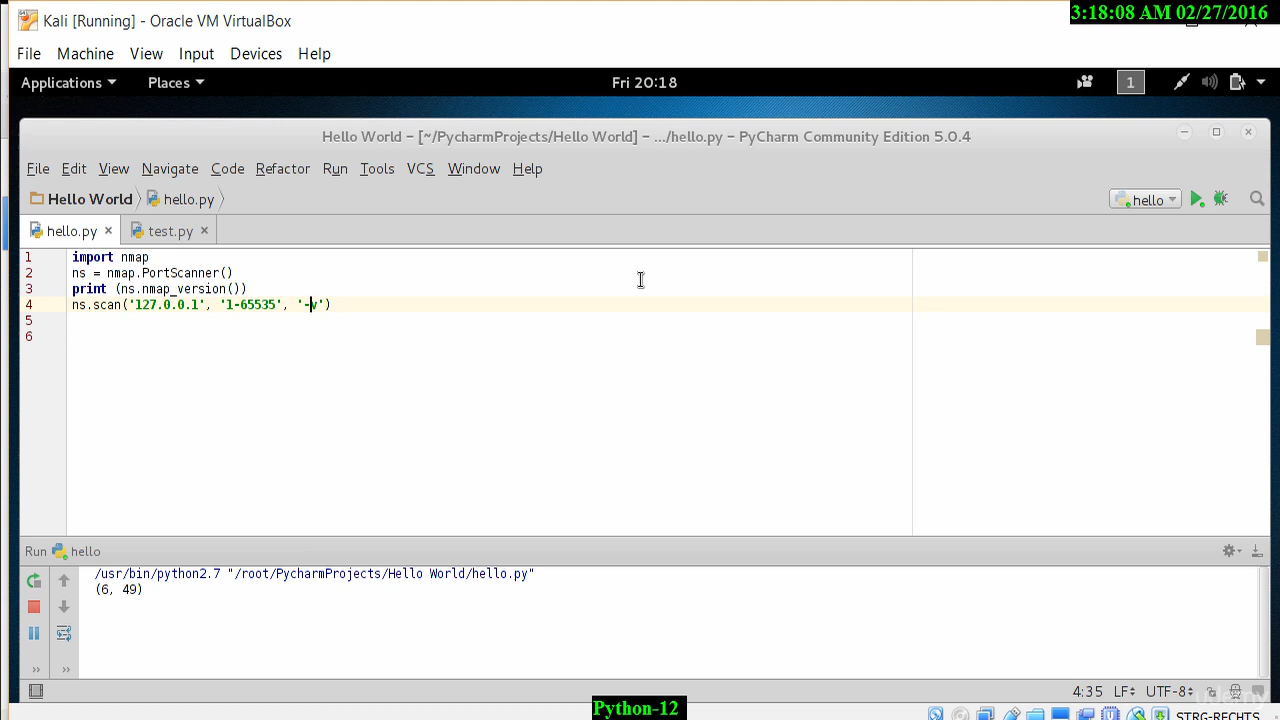 Kali [Running] - Oracle VM VirtualBox
3:18:08 AM 02/27/2016
File Machine View Input Devices Help
Applications Places Fri 20:18 1
Hello World – [~/PycharmProjects/Hello World] – .../hello.py – PyCharm Community Edition 5.0.4
File Edit View Navigate Code Refactor Run Tools VCS Window Help
Hello World hello.py hello
hello.py × test.py ×
1 import nmap
2 ns = nmap.PortScanner()
3 print (ns.nmap_version())
4 ns.scan('127.0.0.1', '1-65535', '-v')
5
6
Run hello
/usr/bin/python2.7 "/root/PycharmProjects/Hello World/hello.py"
(6, 49)
4:35 LF÷ UTF-8÷
udemy
Python-12
STRG-RECHTS